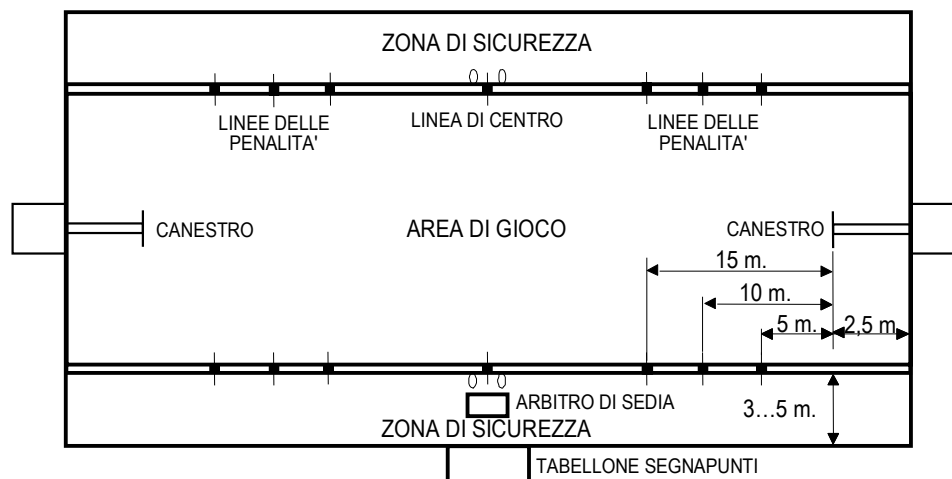 ZONA DI SICUREZZA
LINEE DELLE
PENALITA'
LINEA DI CENTRO
LINEE DELLE
PENALITA'
CANESTRO
AREA DI GIOCO
CANESTRO
15 m.
10 m.
5 m.
2,5 m
3…5 m.
ARBITRO DI SEDIA
ZONA DI SICUREZZA
TABELLONE SEGNAPUNTI